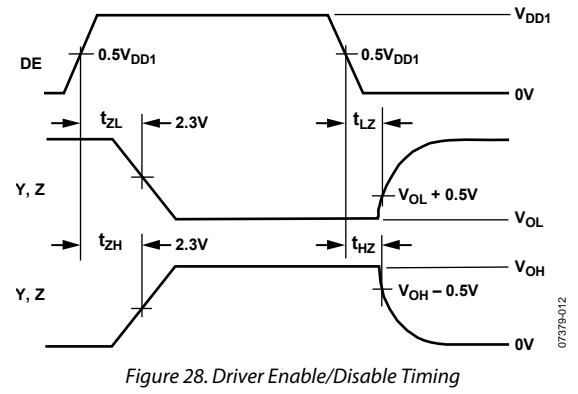 V_DD1
DE
0.5V_DD1
0.5V_DD1
0V
t_ZL
2.3V
t_LZ
Y, Z
V_OL + 0.5V
V_OL
t_ZH
2.3V
t_HZ
V_OH
Y, Z
V_OH – 0.5V
0V
07379-012
Figure 28. Driver Enable/Disable Timing